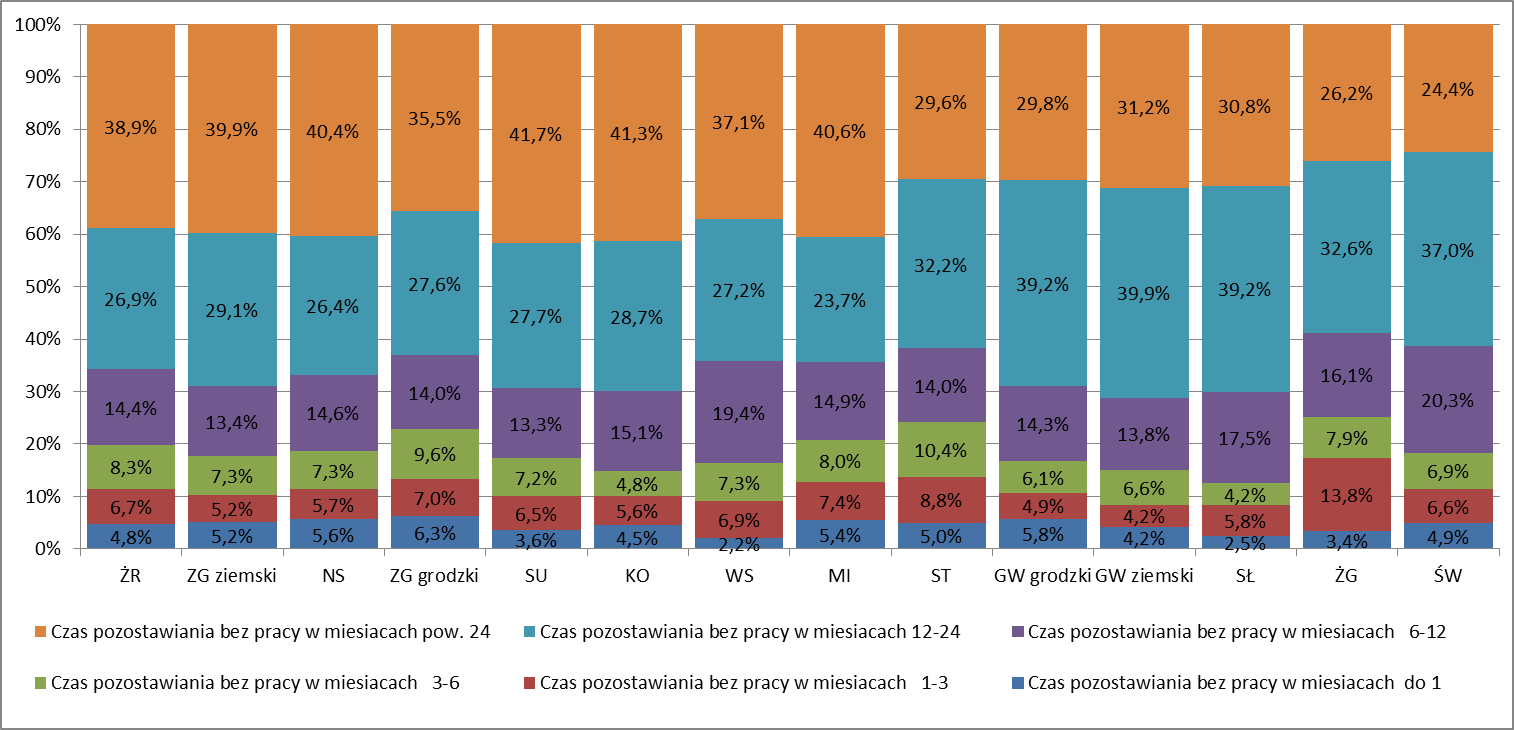 100%
90%
80%
70%
60%
50%
40%
30%
20%
10%
0%
38,9% 39,9% 40,4% 35,5% 41,7% 41,3% 37,1% 40,6% 29,6% 29,8% 31,2% 30,8% 26,2% 24,4%
26,9% 29,1% 26,4% 27,6% 27,7% 28,7% 27,2% 23,7% 32,2% 39,2% 39,9% 39,2% 32,6% 37,0%
14,4% 13,4% 14,6% 14,0% 13,3% 15,1% 19,4% 14,9% 14,0% 14,3% 13,8% 17,5% 16,1% 20,3%
8,3% 7,3% 7,3% 9,6% 7,2% 4,8% 7,3% 8,0% 10,4% 6,1% 6,6% 4,2% 7,9% 6,9%
6,7% 5,2% 5,7% 7,0% 6,5% 5,6% 6,9% 7,4% 8,8% 4,9% 4,2% 5,8% 13,8% 6,6%
4,8% 5,2% 5,6% 6,3% 3,6% 4,5% 2,2% 5,4% 5,0% 5,8% 4,2% 2,5% 3,4% 4,9%
ŻR ZG ziemski NS ZG grodzki SU KO WS MI ST GW grodzki GW ziemski SŁ ŻG ŚW
Czas pozostawiania bez pracy w miesiacach pow. 24 Czas pozostawiania bez pracy w miesiacach 12-24 Czas pozostawiania bez pracy w miesiacach 6-12
Czas pozostawiania bez pracy w miesiacach 3-6 Czas pozostawiania bez pracy w miesiacach 1-3 Czas pozostawiania bez pracy w miesiacach do 1